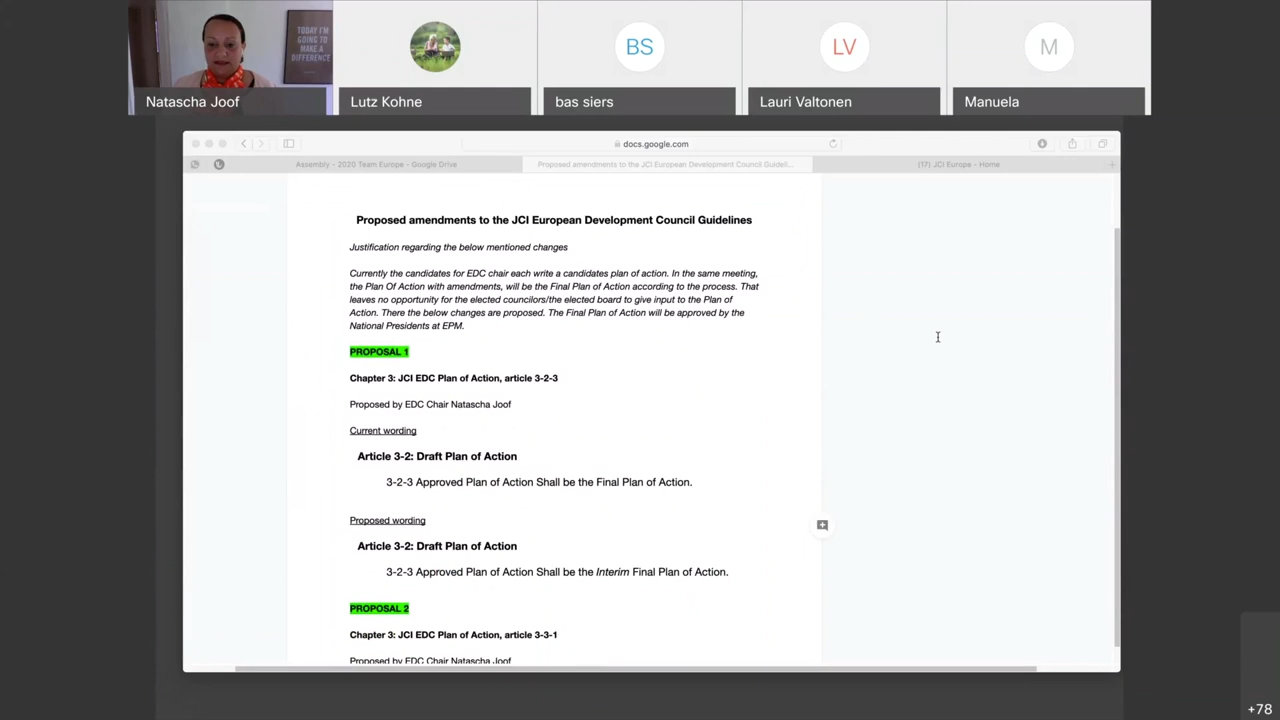 TODAY I'M
GOING TO
MAKE A
DIFFERENCE
BS
LV
M
Natascha Joof
Lutz Kohne
bas siers
Lauri Valtonen
Manuela
docs.google.com
Assembly - 2020 Team Europe - Google Drive
Proposed amendments to the JCI European Development Council Guideli...
(17) JCI Europe - Home
Proposed amendments to the JCI European Development Council Guidelines
Justification regarding the below mentioned changes
Currently the candidates for EDC chair each write a candidates plan of action. In the same meeting,
the Plan Of Action with amendments, will be the Final Plan of Action according to the process. That
leaves no opportunity for the elected councilors/the elected board to give input to the Plan of
Action. There the below changes are proposed. The Final Plan of Action will be approved by the
National Presidents at EPM.
PROPOSAL 1
Chapter 3: JCI EDC Plan of Action, article 3-2-3
Proposed by EDC Chair Natascha Joof
Current wording
Article 3-2: Draft Plan of Action
3-2-3 Approved Plan of Action Shall be the Final Plan of Action.
Proposed wording
Article 3-2: Draft Plan of Action
3-2-3 Approved Plan of Action Shall be the Interim Final Plan of Action.
PROPOSAL 2
Chapter 3: JCI EDC Plan of Action, article 3-3-1
Proposed by EDC Chair Natascha Joof
+78